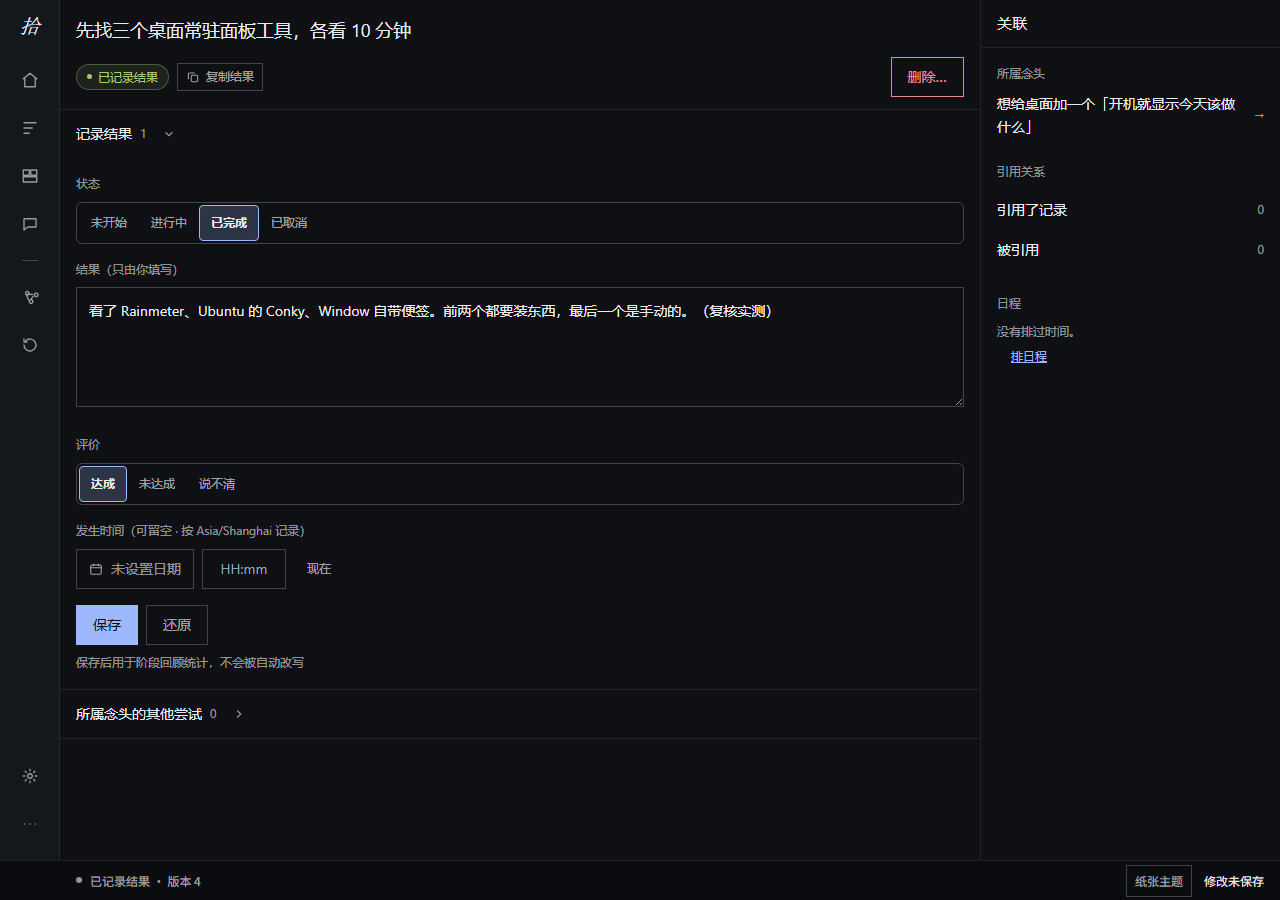 拾
先找三个桌面常驻面板工具，各看 10 分钟
已记录结果
复制结果
删除...
记录结果 1
状态
未开始 进行中 已完成 已取消
结果（只由你填写）
看了 Rainmeter、Ubuntu 的 Conky、Window 自带便签。前两个都要装东西，最后一个是手动的。（复核实测）
评价
达成 未达成 说不清
发生时间（可留空 · 按 Asia/Shanghai 记录）
未设置日期 HH:mm 现在
保存 还原
保存后用于阶段回顾统计，不会被自动改写
所属念头的其他尝试 0
关联
所属念头
想给桌面加一个「开机就显示今天该做
什么」 →
引用关系
引用了记录 0
被引用 0
日程
没有排过时间。
排日程
已记录结果 • 版本 4
纸张主题 修改未保存